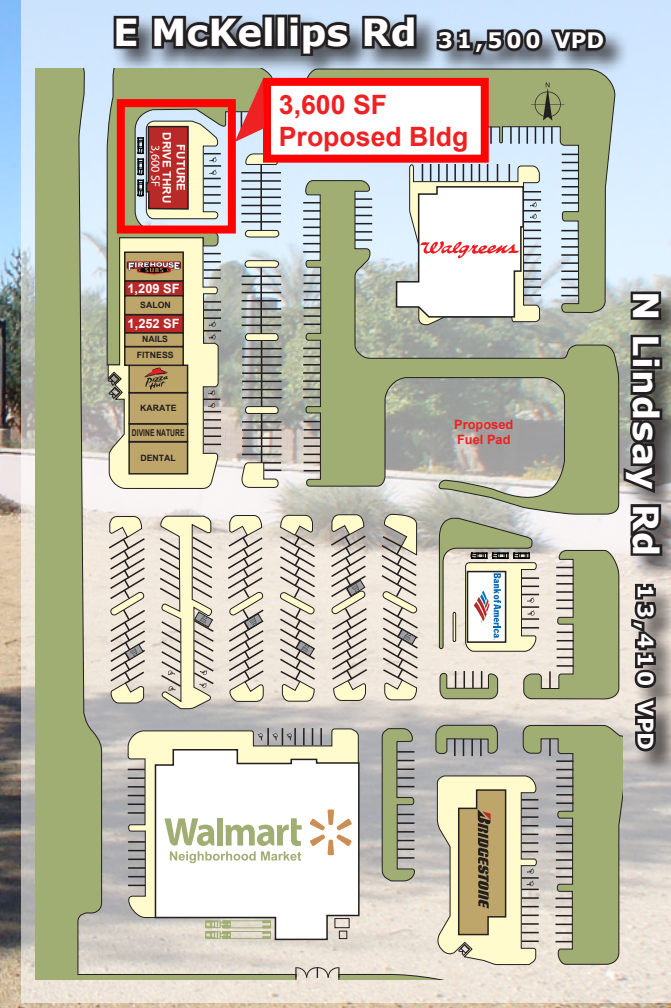 E McKellips Rd 31,500 VPD
3,600 SF
Proposed Bldg
N
FUTURE
DRIVE THRU
3,600 SF
Walgreens
FIREHOUSE
SUBS
1,209 SF
SALON
1,252 SF
NAILS
FITNESS
Pizza
Hut
KARATE
DIVINE NATURE
DENTAL
N Lindsay Rd 13,410 VPD
Proposed
Fuel Pad
Bank of America
Walmart
Neighborhood Market
BRIDGESTONE